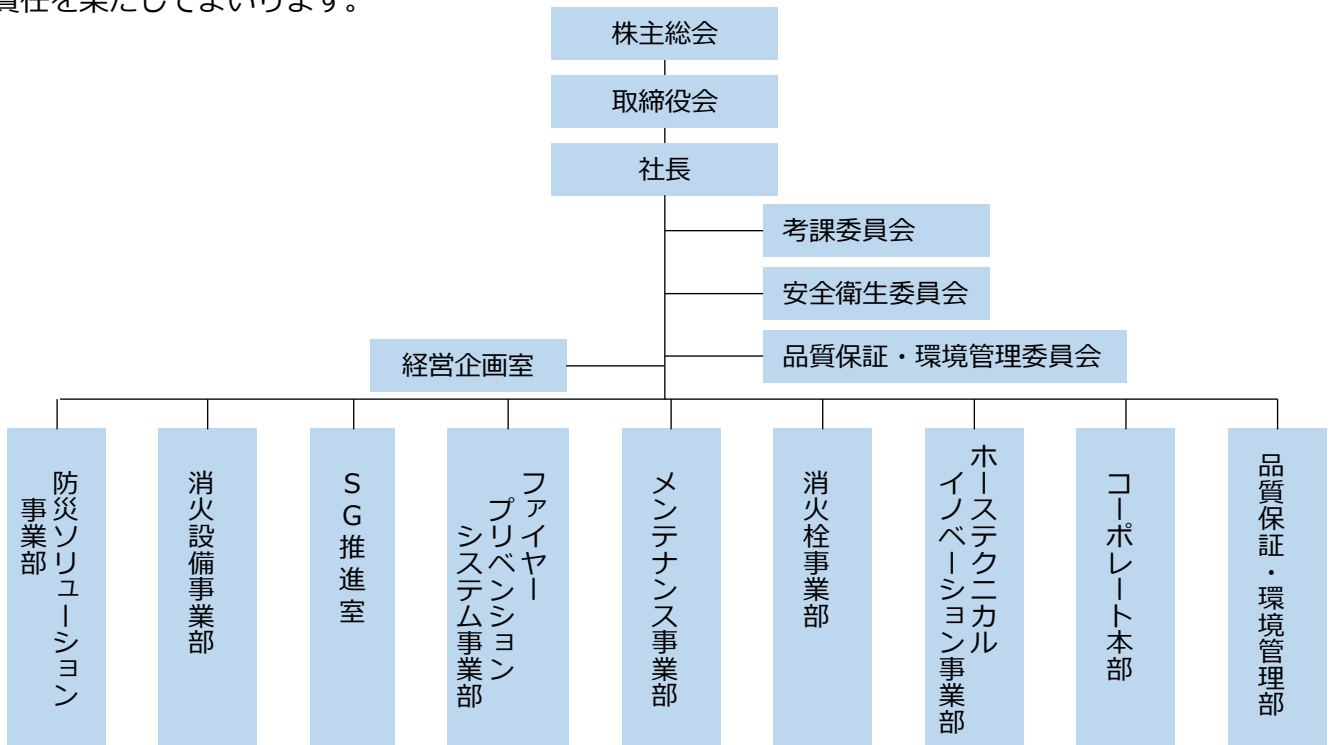 責任を果たしてまいります。
株主総会
取締役会
社長
考課委員会
安全衛生委員会
品質保証・環境管理委員会
経営企画室
防災ソリューション
事業部
消火設備事業部
SG推進室
ファイヤー
プリベンション
システム事業部
メンテナンス事業部
消火栓事業部
ホーステクニカル
イノベーション事業部
コーポレート本部
品質保証・環境管理部